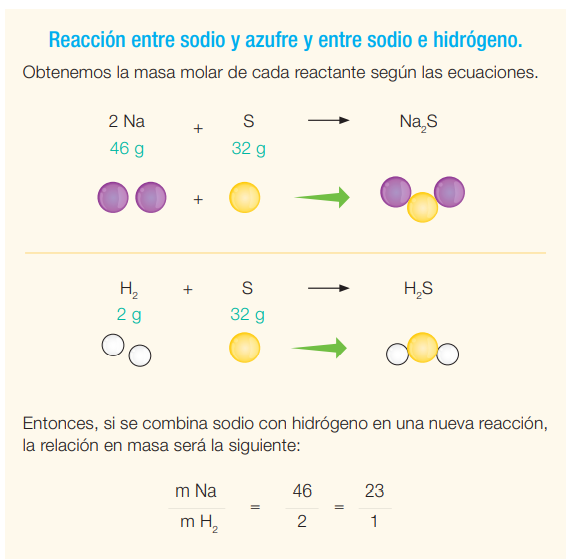 Reacción entre sodio y azufre y entre sodio e hidrógeno.
Obtenemos la masa molar de cada reactante según las ecuaciones.
2 Na + S ⟶ Na₂S
46 g 32 g
+
H₂ + S ⟶ H₂S
2 g 32 g
Entonces, si se combina sodio con hidrógeno en una nueva reacción,
la relación en masa será la siguiente:
m Na / m H₂ = 46 / 2 = 23 / 1